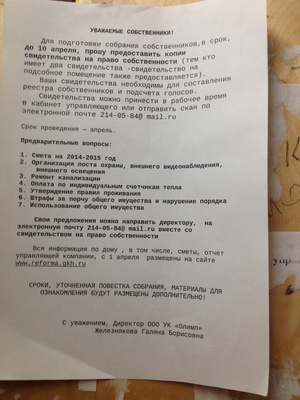 УВАЖАЕМЫЕ СОБСТВЕННИКИ!
Для подготовки собрания собственников, в срок,
до 10 апреля, прошу предоставить копии
свидетельства на право собственности (тем кто
имеет два свидетельства -свидетельство на
подсобное помещение также предоставляется).
Ваши свидетельства необходимы для составления
реестра собственников и подсчета голосов.
Свидетельства можно принести в рабочее время
в кабинет управляющего или отправить скан по
электронной почте 214-05-84@ mail.ru
Срок проведения – апрель.
Предварительные вопросы:
1. Смета на 2014-2015 год
2. Организация поста охраны, внешнего видеонаблюдения,
внешнего освещения
3. Ремонт канализации
4. Оплата по индивидуальным счетчикам тепла
5. Утверждение правил проживания
6. Штрафы за порчу общего имущества и нарушение порядка
7. Использование общего имущества
Свои предложения можно направить директору, на
электронную почту 214-05-84@ mail.ru вместе со
свидетельством на право собственности
Вся информация по дому , в том числе, сметы, отчет
управляющей компании, с 1 апреля размещены на сайте
www.reforma.gkh.ru
СРОКИ, УТОЧНЕННАЯ ПОВЕСТКА СОБРАНИЯ, МАТЕРИАЛЫ ДЛЯ
ОЗНАКОМЛЕНИЯ БУДУТ РАЗМЕЩЕНЫ ДОПОЛНИТЕЛЬНО!
С уважением, Директор ООО УК «Олимп»
Железнякова Галина Борисовна